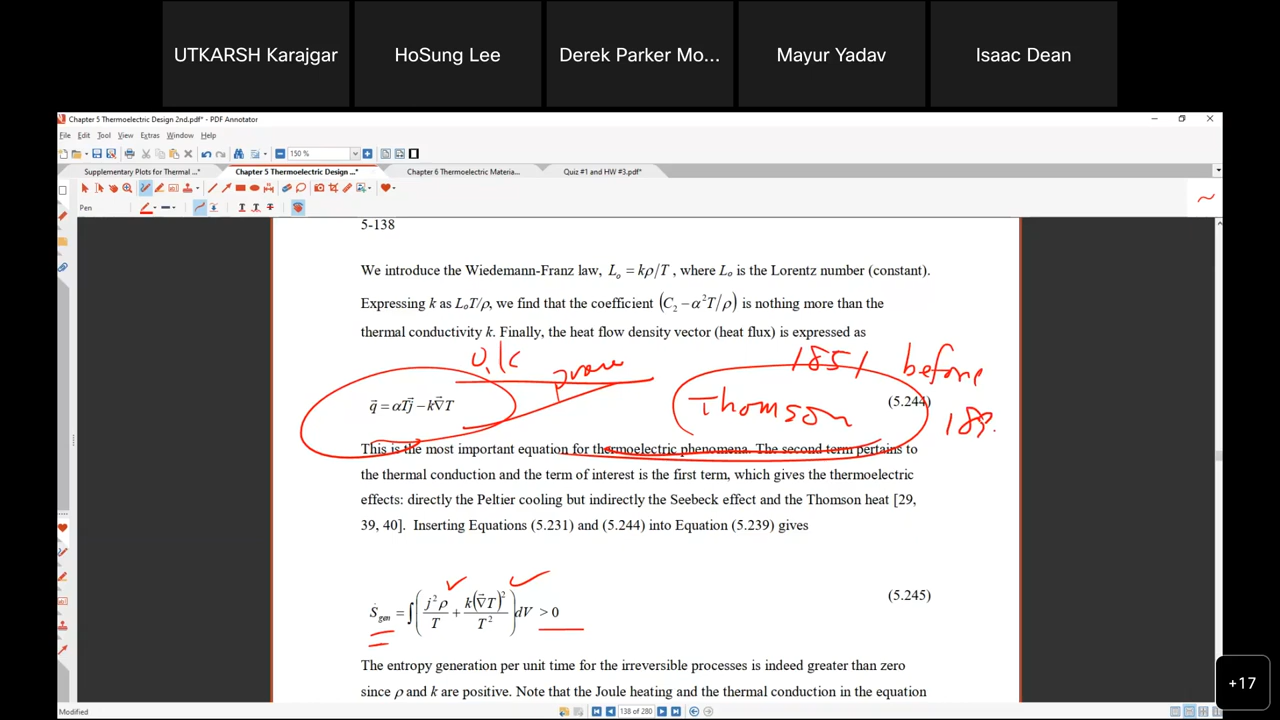 UTKARSH Karajgar HoSung Lee Derek Parker Mo... Mayur Yadav Isaac Dean
Chapter 5 Thermoelectric Design 2nd.pdf* - PDF Annotator
File Edit Tool View Extras Window Help
150 %
Supplementary Plots for Thermal ...* Chapter 5 Thermoelectric Design ...* Chapter 6 Thermoelectric Materia... Quiz #1 and HW #3.pdf*
Pen
5-138
We introduce the Wiedemann-Franz law, Lₒ = kρ/T , where Lₒ is the Lorentz number (constant).
Expressing k as LₒT/ρ, we find that the coefficient (C₂ − α²T/ρ) is nothing more than the
thermal conductivity k. Finally, the heat flow density vector (heat flux) is expressed as
1851 before
Thomson
q⃗ = αTj⃗ − k∇⃗T (5.244)
This is the most important equation for thermoelectric phenomena. The second term pertains to
the thermal conduction and the term of interest is the first term, which gives the thermoelectric
effects: directly the Peltier cooling but indirectly the Seebeck effect and the Thomson heat [29,
39, 40]. Inserting Equations (5.231) and (5.244) into Equation (5.239) gives
Ṡgen = ∫(j²ρ/T + k(∇⃗T)²/T²)dV > 0 (5.245)
The entropy generation per unit time for the irreversible processes is indeed greater than zero
since ρ and k are positive. Note that the Joule heating and the thermal conduction in the equation
Modified 138 of 280
+17